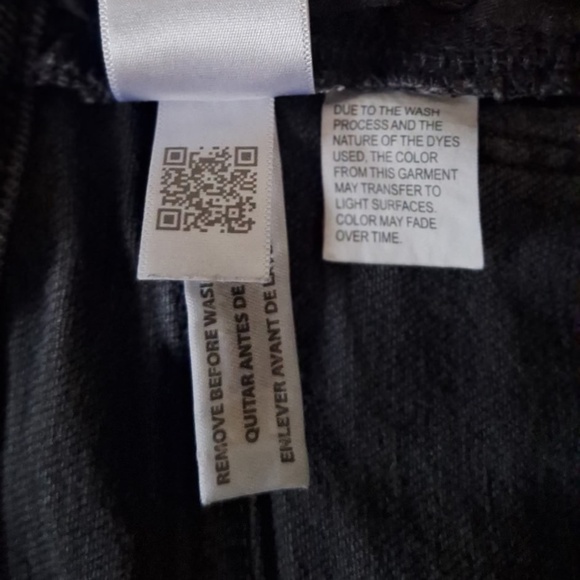 DUE TO THE WASH
PROCESS AND THE
NATURE OF THE DYES
USED, THE COLOR
FROM THIS GARMENT
MAY TRANSFER TO
LIGHT SURFACES.
COLOR MAY FADE
OVER TIME.
REMOVE BEFORE
QUITAR ANTES DE
ENLEVER AVANT DE